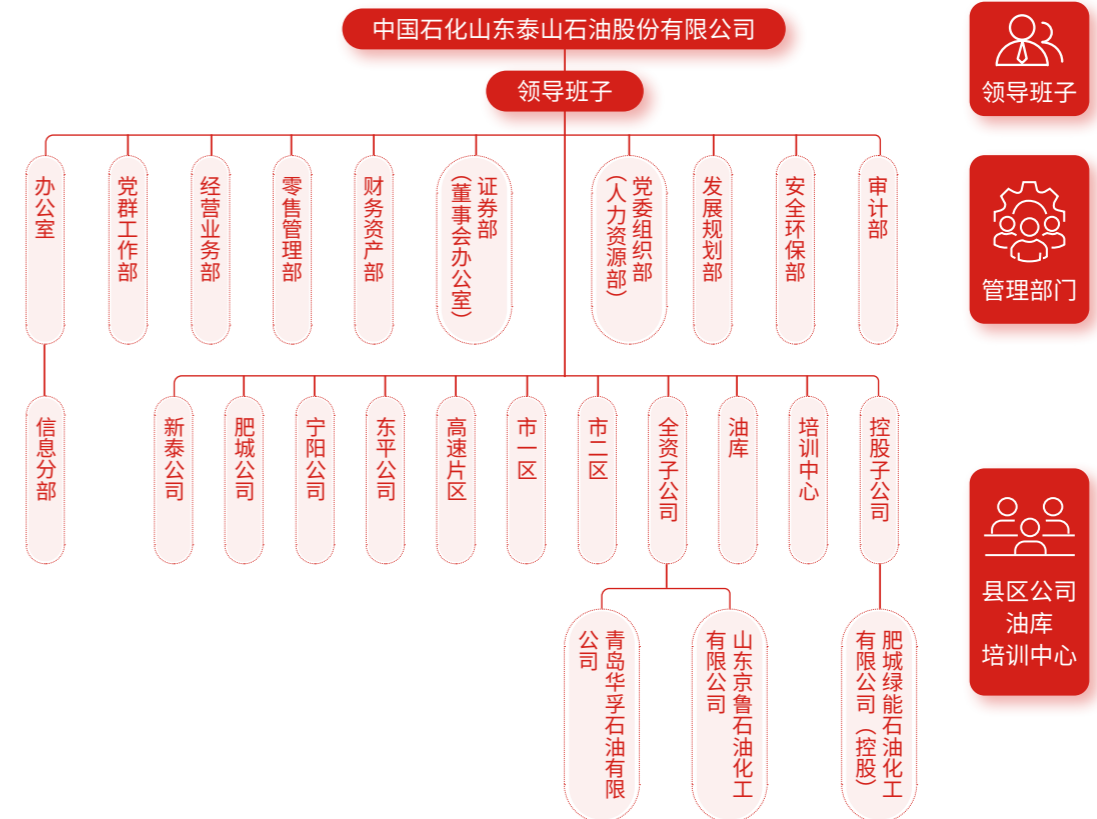 中国石化山东泰山石油股份有限公司
领导班子
领导班子
办公室
党群工作部
经营业务部
零售管理部
财务资产部
证券部
（董事会办公室）
党委组织部
（人力资源部）
发展规划部
安全环保部
审计部
管理部门
信息分部
新泰公司
肥城公司
宁阳公司
东平公司
高速片区
市一区
市二区
全资子公司
油库
培训中心
控股子公司
县区公司
油库
培训中心
青岛华孚石油有限
公司
山东京鲁石油化工
有限公司
肥城绿能石油化工
有限公司（控股）